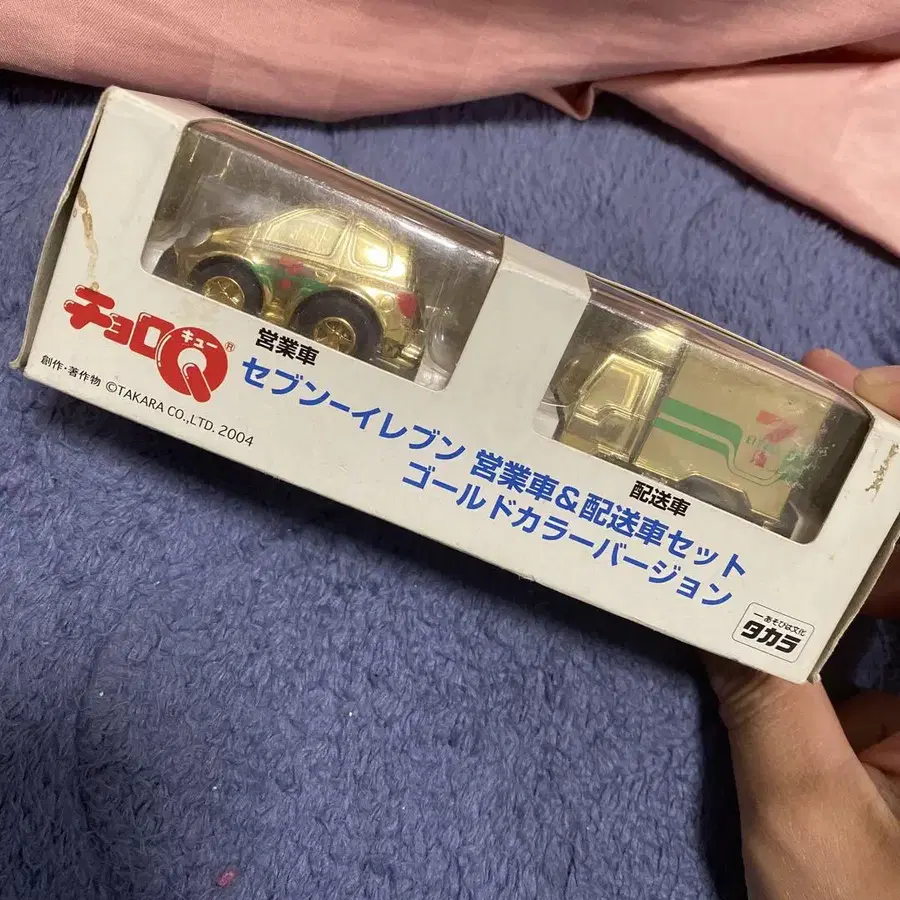 チョロQ®
キュー
創作・著作物 ©TAKARA CO.,LTD. 2004
営業車
配送車
セブン-イレブン 営業車&配送車セット
ゴールドカラーバージョン
ーあそびは文化
タカラ
7